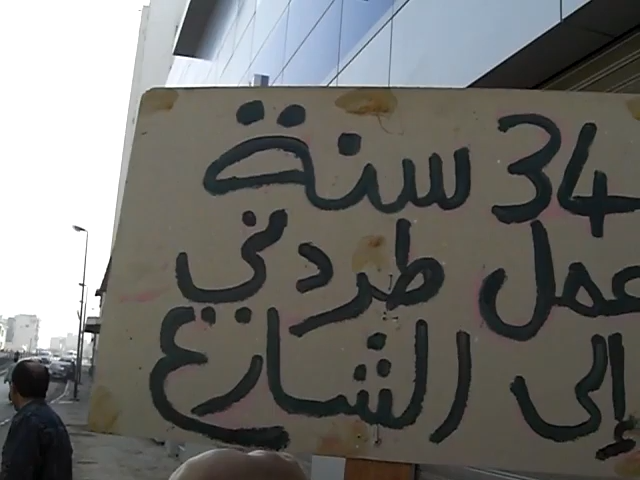 34 سنة
عمل طردني
إلى الشارع